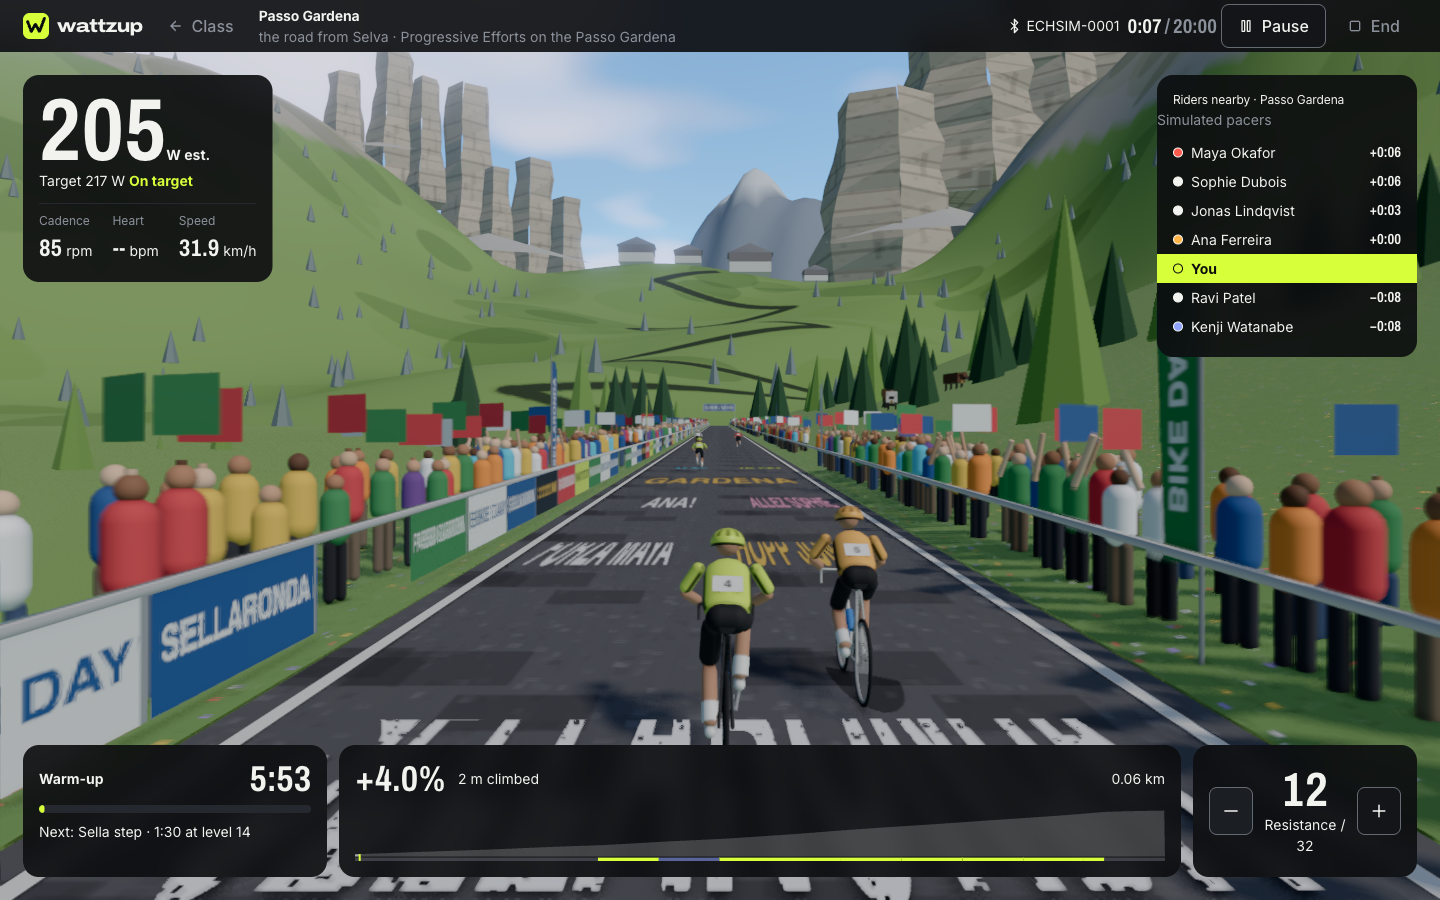 wattzup
← Class
Passo Gardena
the road from Selva · Progressive Efforts on the Passo Gardena
ECHSIM-0001 0:07 / 20:00
Pause
End
205 W est.
Target 217 W On target
Cadence Heart Speed
85 rpm -- bpm 31.9 km/h
Riders nearby · Passo Gardena
Simulated pacers
Maya Okafor +0:06
Sophie Dubois +0:06
Jonas Lindqvist +0:03
Ana Ferreira +0:00
You
Ravi Patel −0:08
Kenji Watanabe −0:08
BIKE DA
GARDENA
ANA!
ALLEZ SOPHIE
MAYA
HOPP
4
5
SELLARONDA
DAY
Warm-up 5:53
Next: Sella step · 1:30 at level 14
+4.0% 2 m climbed 0.06 km
− 12 +
Resistance /
32